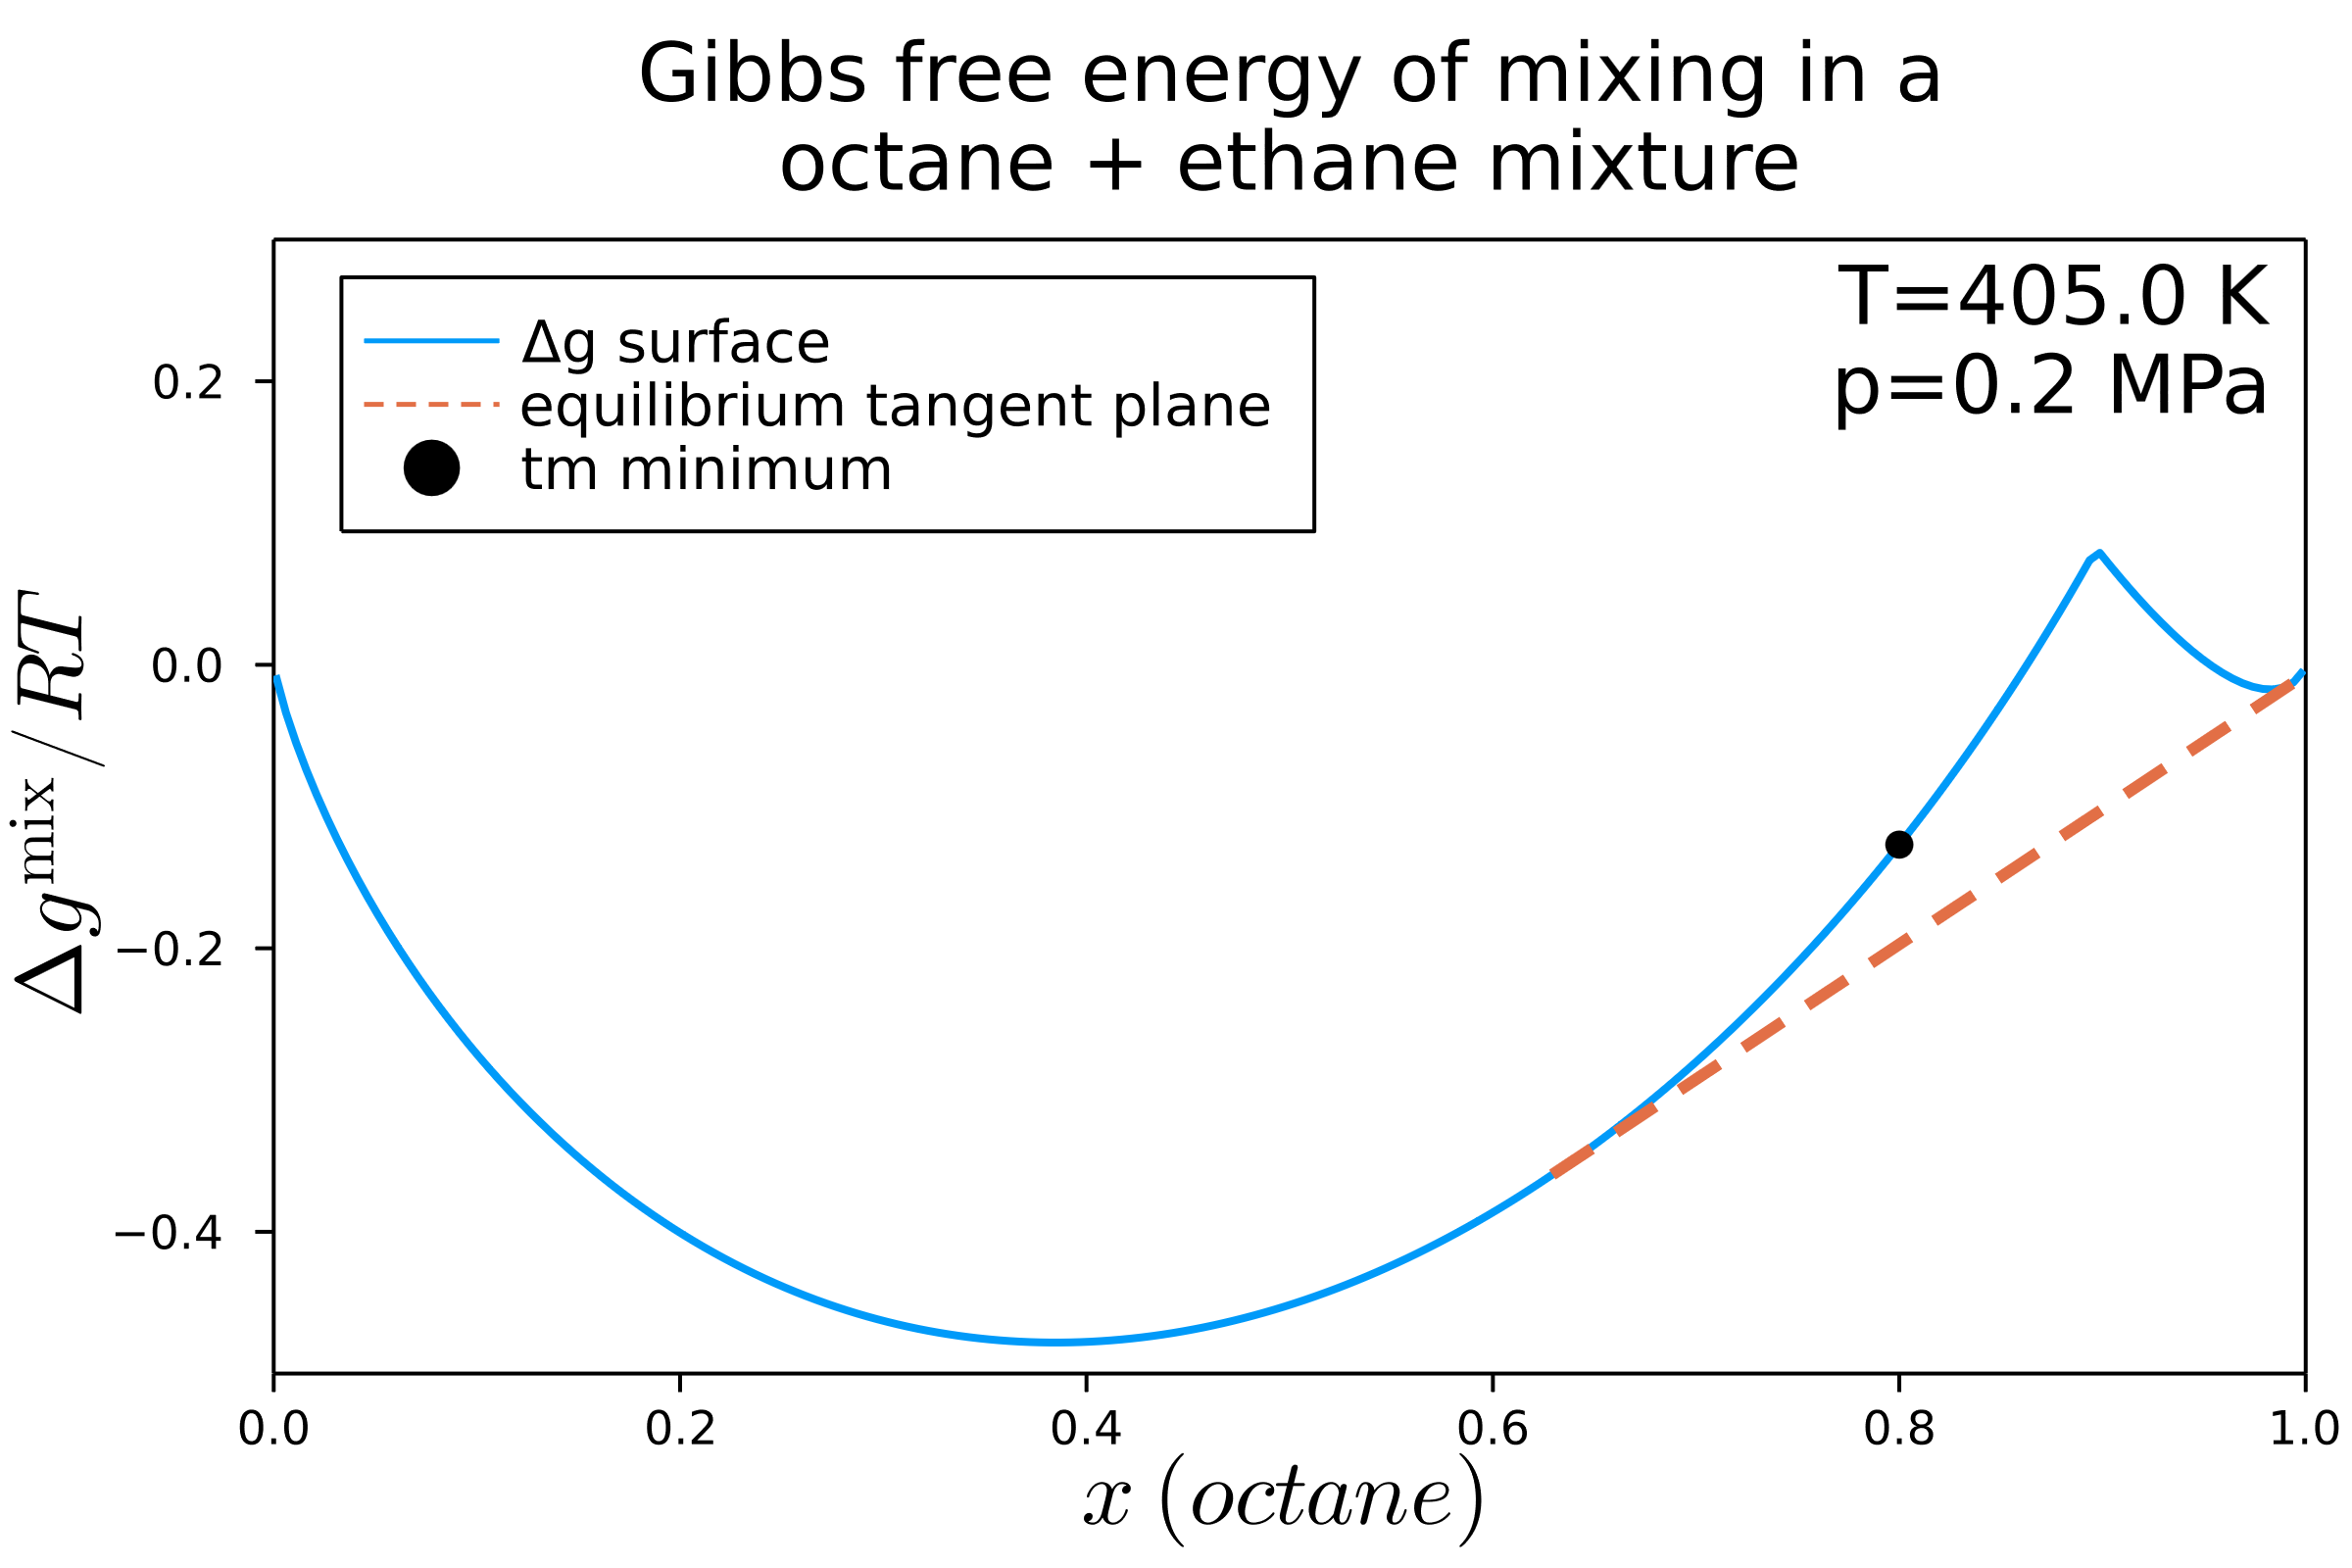 Gibbs free energy of mixing in a
octane + ethane mixture
Δg surface
equilibrium tangent plane
tm minimum
T=405.0 K
p=0.2 MPa
0.2
0.0
−0.2
−0.4
Δg^mix / RT
0.0 0.2 0.4 0.6 0.8 1.0
x (octane)